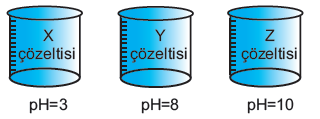 X
çözeltisi
Y
çözeltisi
Z
çözeltisi
pH=3
pH=8
pH=10